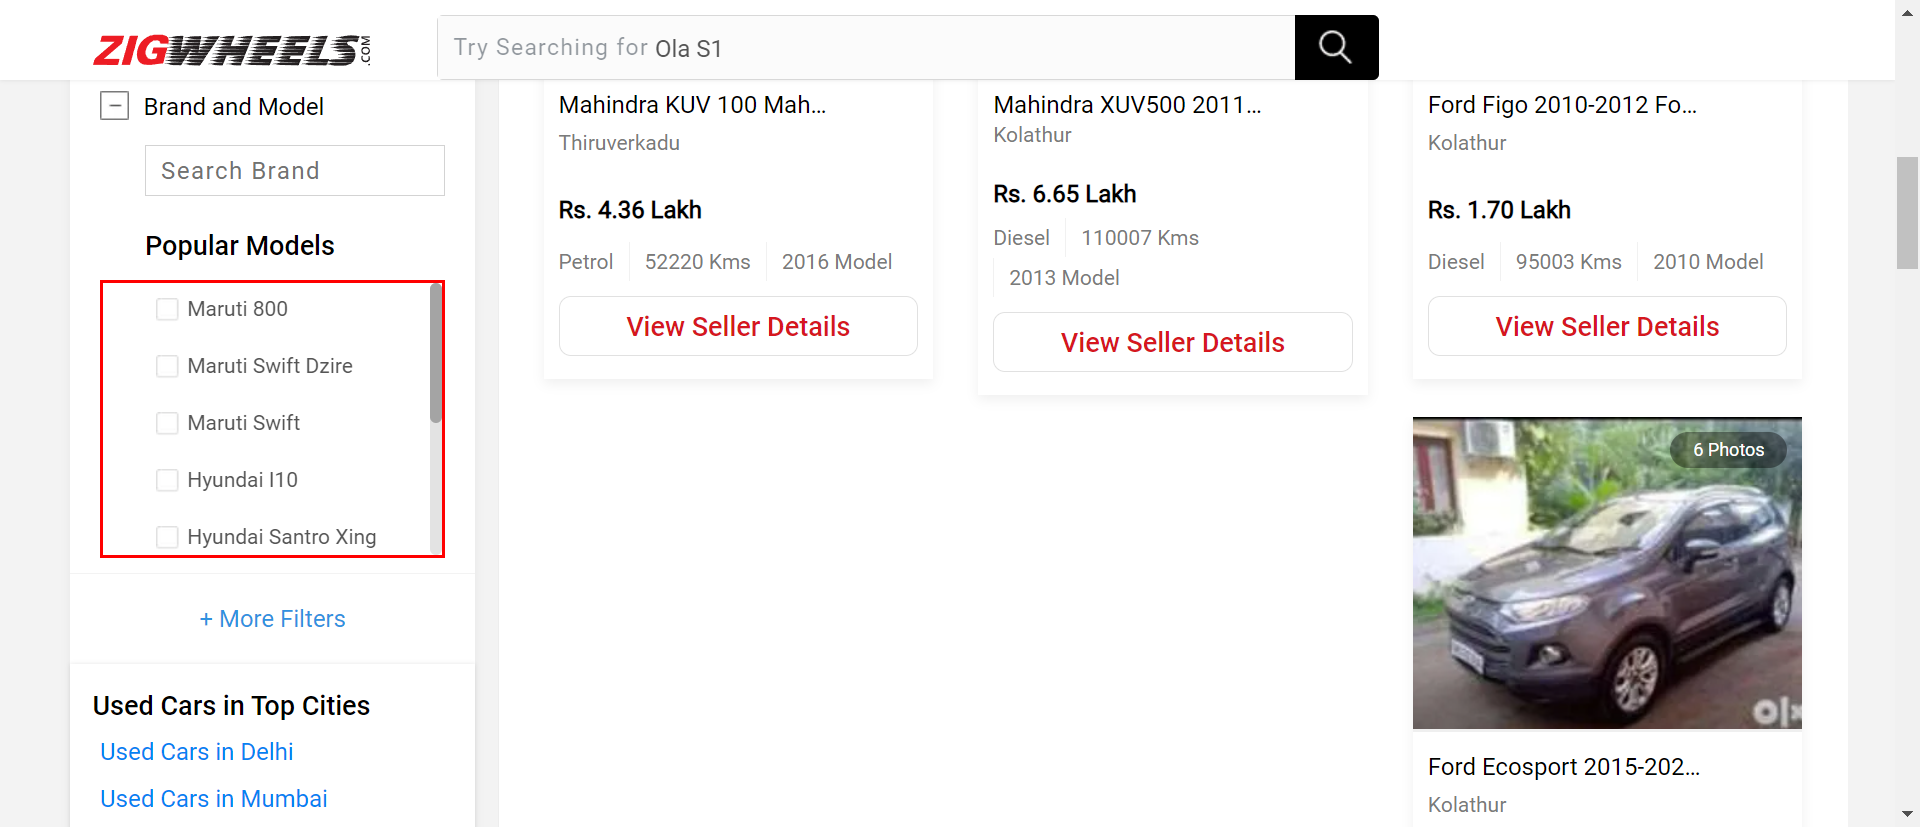 ZIGWHEELS.COM
Try Searching for Ola S1
Brand and Model
Search Brand
Popular Models
Maruti 800
Maruti Swift Dzire
Maruti Swift
Hyundai I10
Hyundai Santro Xing
+ More Filters
Used Cars in Top Cities
Used Cars in Delhi
Used Cars in Mumbai
Mahindra KUV 100 Mah...
Thiruverkadu
Rs. 4.36 Lakh
Petrol 52220 Kms 2016 Model
View Seller Details
Mahindra XUV500 2011...
Kolathur
Rs. 6.65 Lakh
Diesel 110007 Kms
2013 Model
View Seller Details
Ford Figo 2010-2012 Fo...
Kolathur
Rs. 1.70 Lakh
Diesel 95003 Kms 2010 Model
View Seller Details
6 Photos
olx
Ford Ecosport 2015-202...
Kolathur